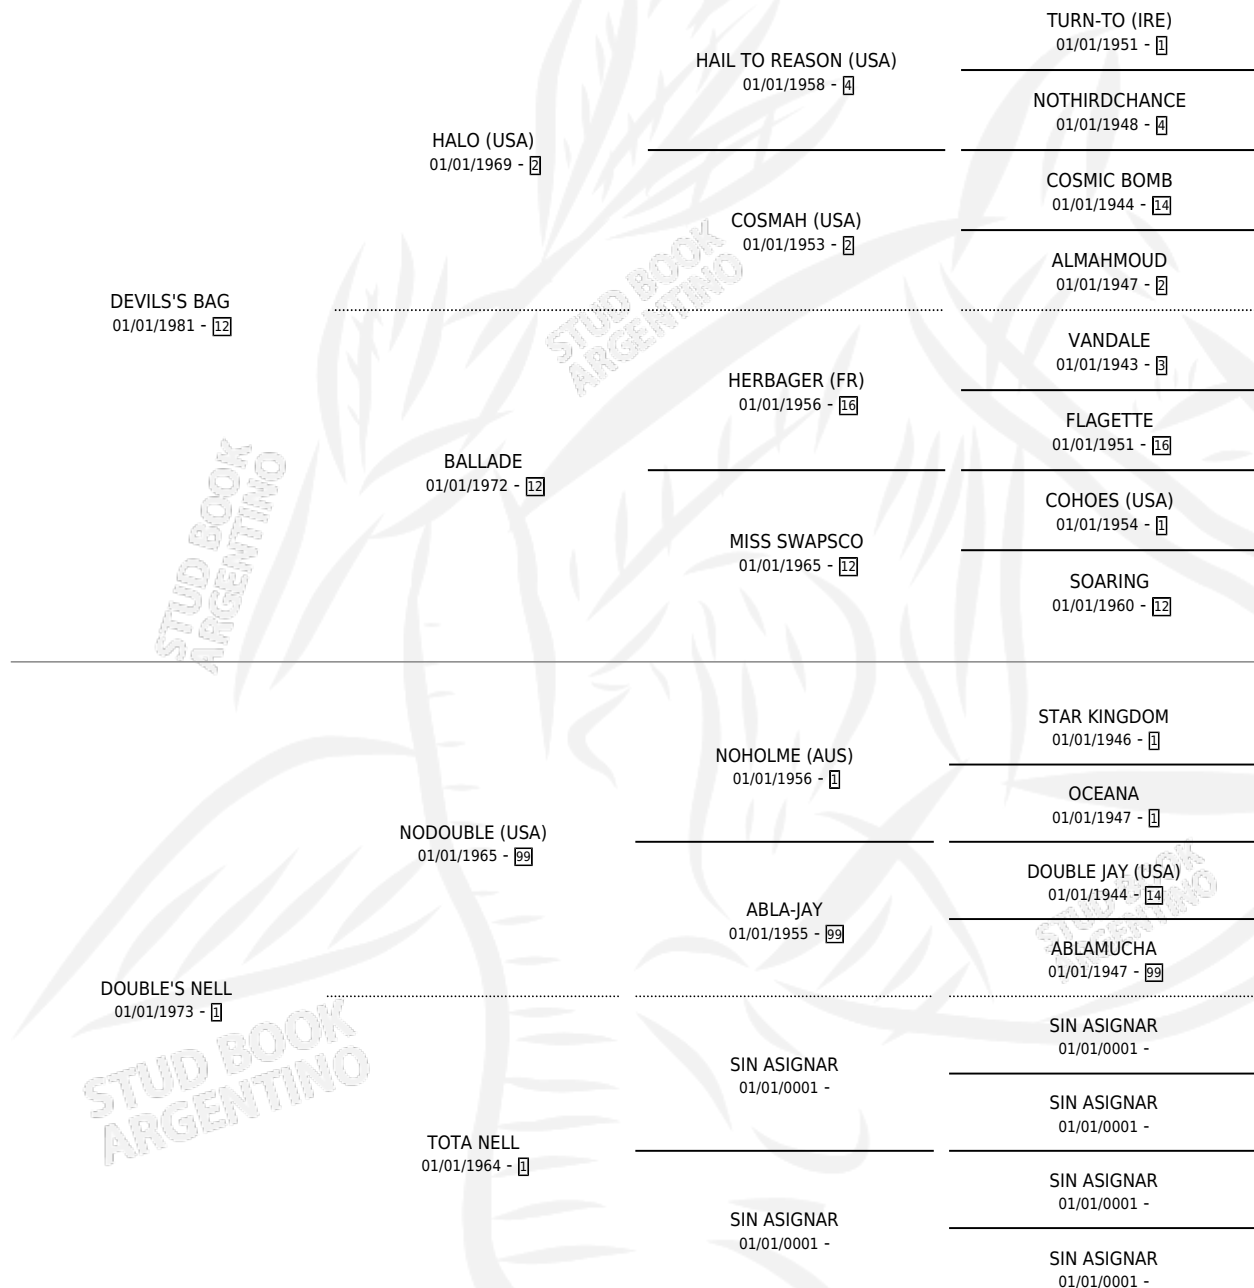 TURN-TO (IRE)
01/01/1951 - 1
HAIL TO REASON (USA)
01/01/1958 - 4
NOTHIRDCHANCE
01/01/1948 - 4
HALO (USA)
01/01/1969 - 2
COSMIC BOMB
01/01/1944 - 14
COSMAH (USA)
01/01/1953 - 2
ALMAHMOUD
01/01/1947 - 2
DEVILS'S BAG
01/01/1981 - 12
VANDALE
01/01/1943 - 3
HERBAGER (FR)
01/01/1956 - 16
FLAGETTE
01/01/1951 - 16
BALLADE
01/01/1972 - 12
COHOES (USA)
01/01/1954 - 1
MISS SWAPSCO
01/01/1965 - 12
SOARING
01/01/1960 - 12
STAR KINGDOM
01/01/1946 - 1
NOHOLME (AUS)
01/01/1956 - 1
OCEANA
01/01/1947 - 1
NODOUBLE (USA)
01/01/1965 - 99
DOUBLE JAY (USA)
01/01/1944 - 14
ABLA-JAY
01/01/1955 - 99
ABLAMUCHA
01/01/1947 - 99
DOUBLE'S NELL
01/01/1973 - 1
SIN ASIGNAR
01/01/0001 -
SIN ASIGNAR
01/01/0001 -
SIN ASIGNAR
01/01/0001 -
TOTA NELL
01/01/1964 - 1
SIN ASIGNAR
01/01/0001 -
SIN ASIGNAR
01/01/0001 -
SIN ASIGNAR
01/01/0001 -
STUD BOOK
ARGENTINO
STUD BOOK
ARGENTINO
STUD BOOK
ARGENTINO
STUD BOOK
ARGENTINO